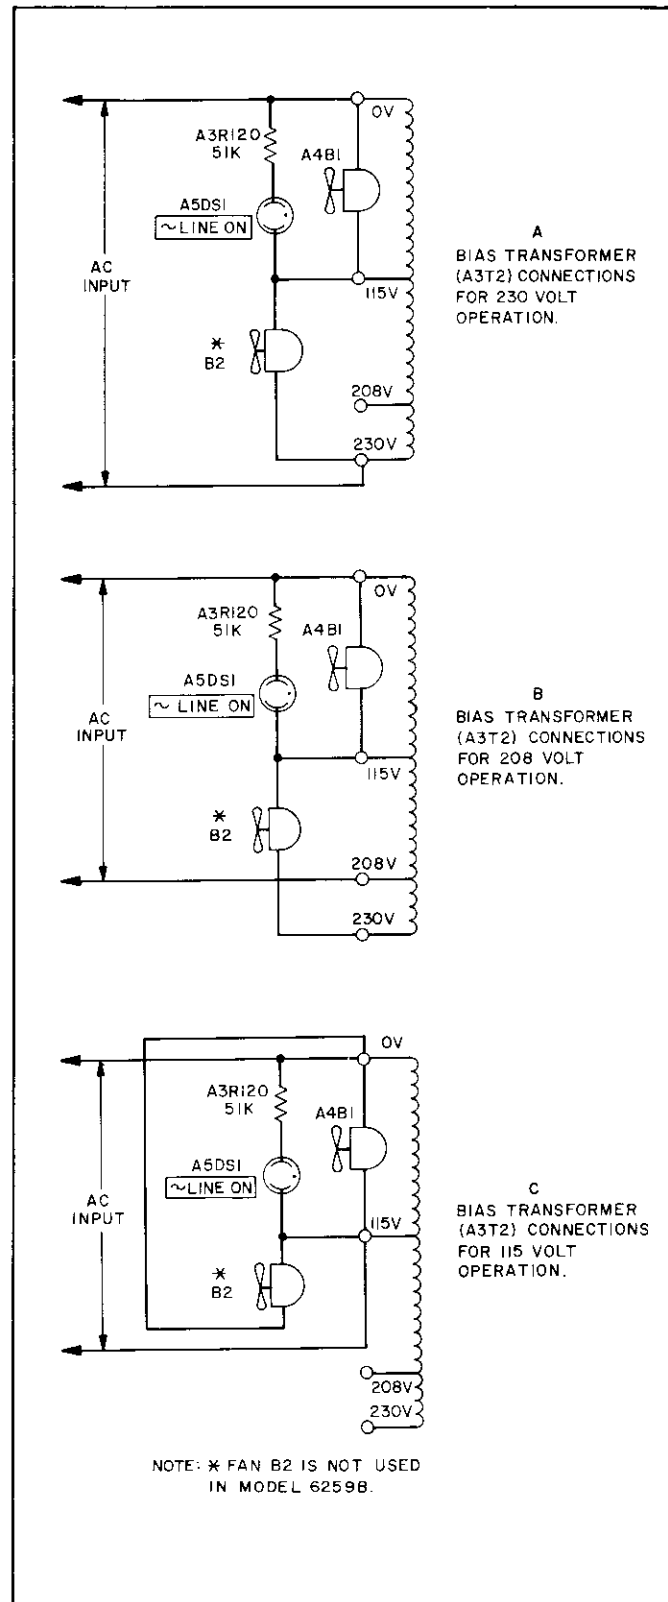 0V
A3R120
51K
A4B1
A5DS1
~LINE ON
AC
INPUT
115V
*
B2
208V
230V
A
BIAS TRANSFORMER
(A3T2) CONNECTIONS
FOR 230 VOLT
OPERATION.
0V
A3R120
51K
A4B1
A5DS1
~ LINE ON
AC
INPUT
115V
*
B2
208V
230V
B
BIAS TRANSFORMER
(A3T2) CONNECTIONS
FOR 208 VOLT
OPERATION.
0V
A3R120
51K
A4B1
A5DS1
~LINE ON
AC
INPUT
115V
*
B2
208V
230V
C
BIAS TRANSFORMER
(A3T2) CONNECTIONS
FOR 115 VOLT
OPERATION.
NOTE: * FAN B2 IS NOT USED
IN MODEL 6259B.